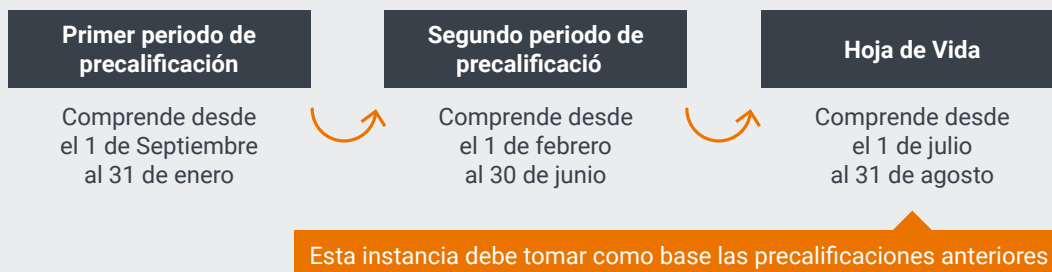 Primer periodo de
precalificación
Comprende desde
el 1 de Septiembre
al 31 de enero
Segundo periodo de
precalificació
Comprende desde
el 1 de febrero
al 30 de junio
Hoja de Vida
Comprende desde
el 1 de julio
al 31 de agosto
Esta instancia debe tomar como base las precalificaciones anteriores